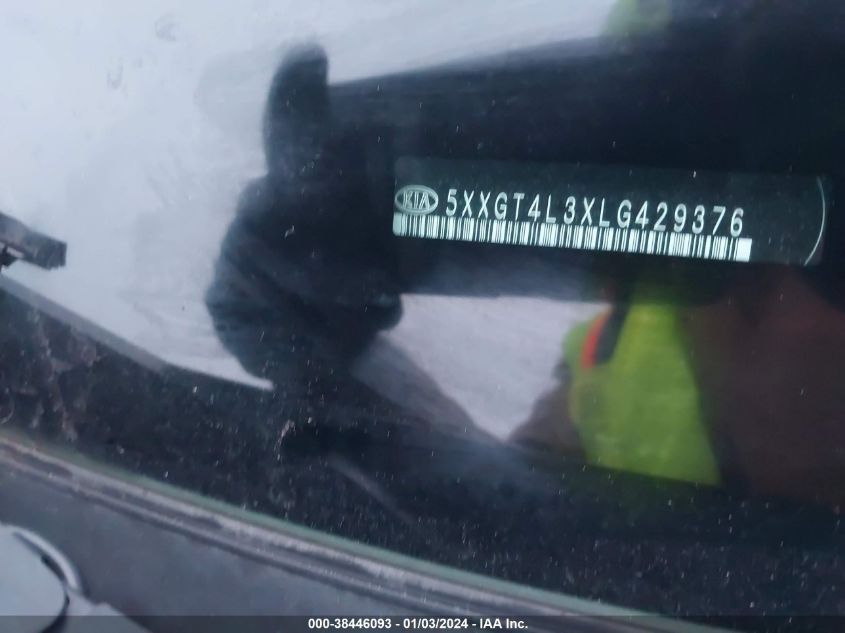 KIA 5XXGT4L3XLG429376
000-38446093 - 01/03/2024 - IAA Inc.